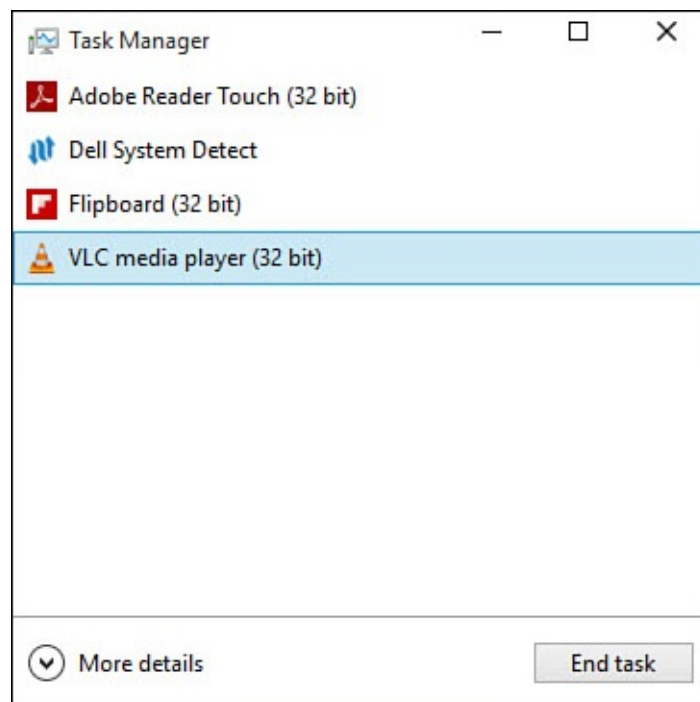 Task Manager
Adobe Reader Touch (32 bit)
Dell System Detect
Flipboard (32 bit)
VLC media player (32 bit)
More details
End task